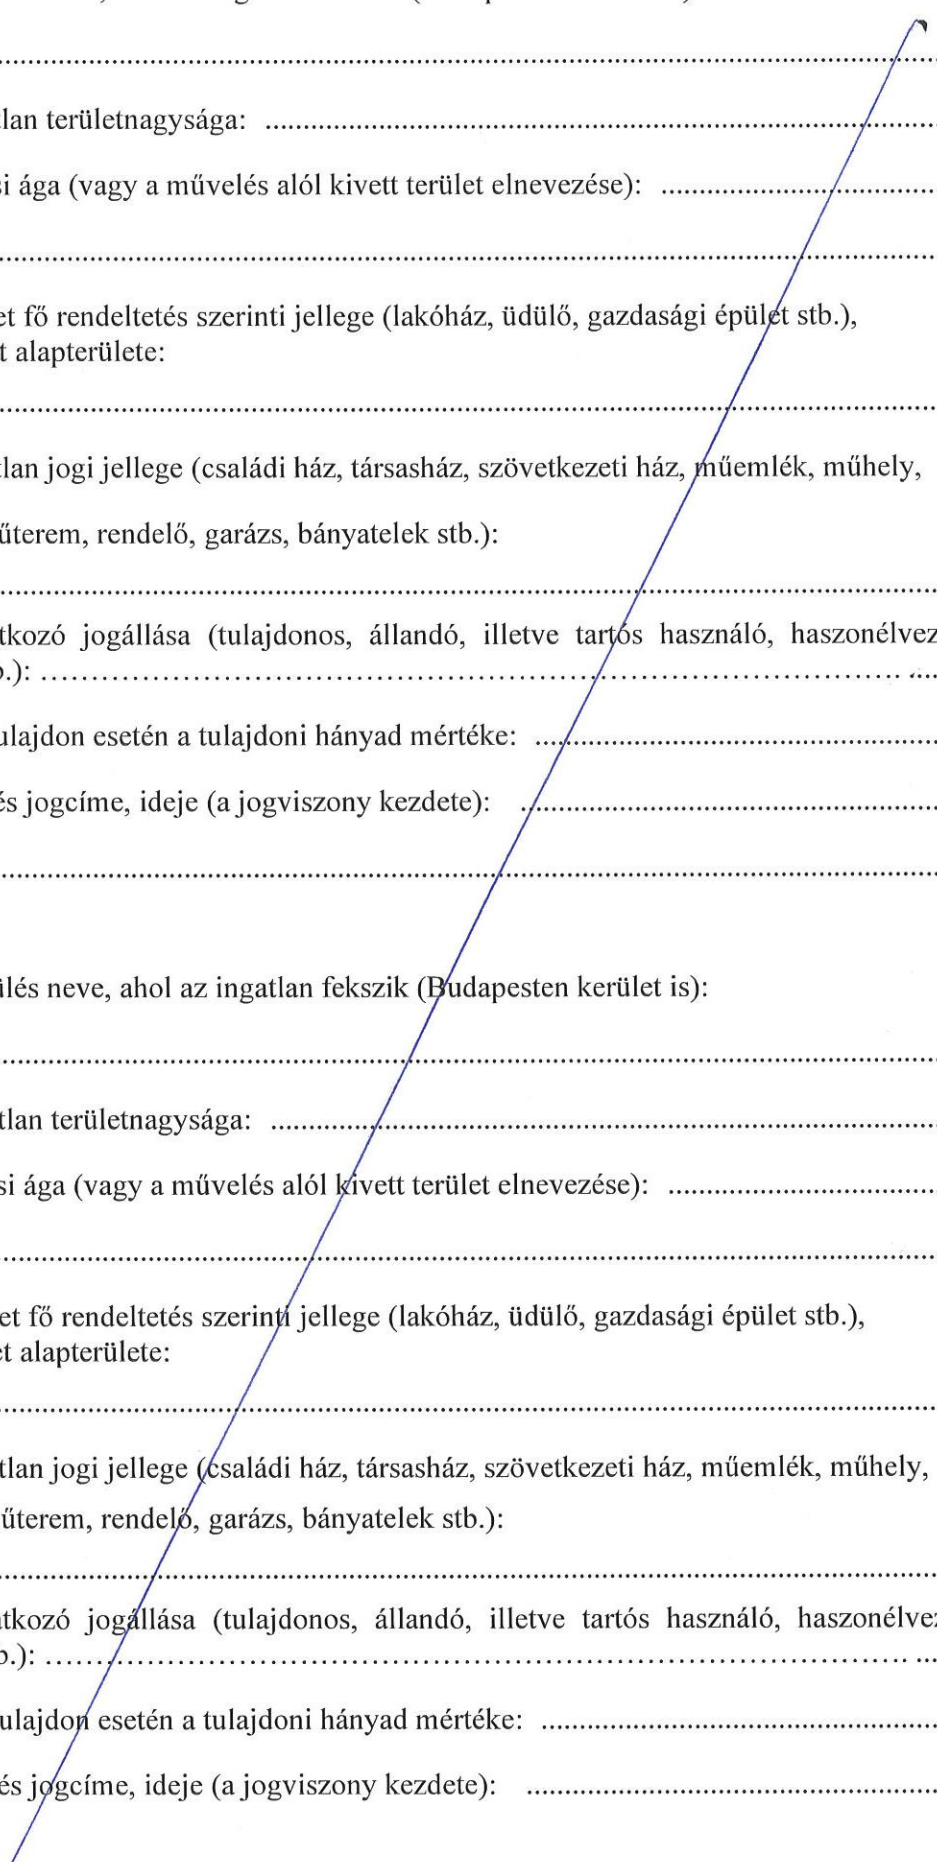 ..........
lan területnagysága: ..........
si ága (vagy a művelés alól kivett terület elnevezése): ..........
..........
et fő rendeltetés szerinti jellege (lakóház, üdülő, gazdasági épület stb.),
t alapterülete:
..........
tlan jogi jellege (családi ház, társasház, szövetkezeti ház, műemlék, műhely,
űterem, rendelő, garázs, bányatelek stb.):
..........
tkozó jogállása (tulajdonos, állandó, illetve tartós használó, haszonélvez
b.): ..........
ulajdon esetén a tulajdoni hányad mértéke: ..........
és jogcíme, ideje (a jogviszony kezdete): ..........
..........
ülés neve, ahol az ingatlan fekszik (Budapesten kerület is):
..........
tlan területnagysága: ..........
si ága (vagy a művelés alól kivett terület elnevezése): ..........
..........
et fő rendeltetés szerinti jellege (lakóház, üdülő, gazdasági épület stb.),
et alapterülete:
..........
tlan jogi jellege (családi ház, társasház, szövetkezeti ház, műemlék, műhely,
űterem, rendelő, garázs, bányatelek stb.):
..........
atkozó jogállása (tulajdonos, állandó, illetve tartós használó, haszonélvez
b.): ..........
ulajdon esetén a tulajdoni hányad mértéke: ..........
és jogcíme, ideje (a jogviszony kezdete): ..........